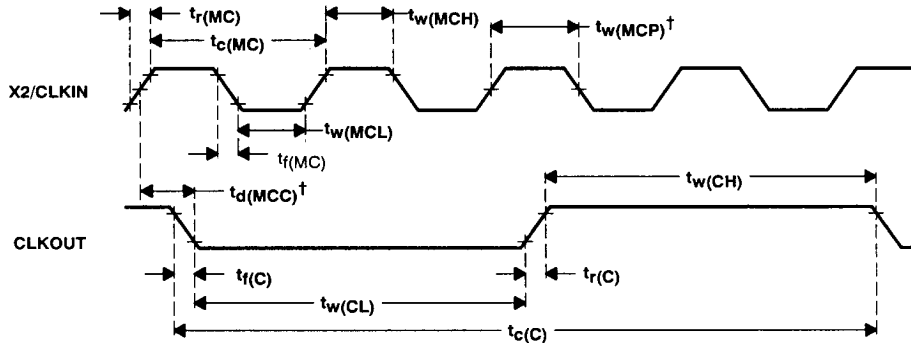 tr(MC)
tc(MC)
tw(MCH)
tw(MCP)†
X2/CLKIN
tw(MCL)
tf(MC)
td(MCC)†
tw(CH)
CLKOUT
tf(C)
tr(C)
tw(CL)
tc(C)